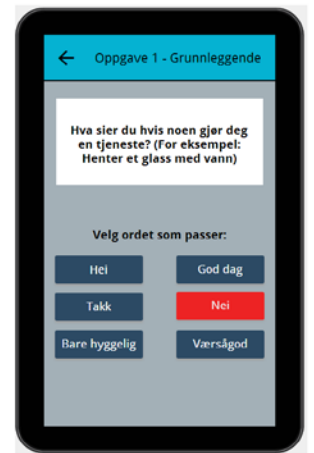 Oppgave 1 - Grunnleggende
Hva sier du hvis noen gjør deg
en tjeneste? (For eksempel:
Henter et glass med vann)
Velg ordet som passer:
Hei
God dag
Takk
Nei
Bare hyggelig
Værsågod